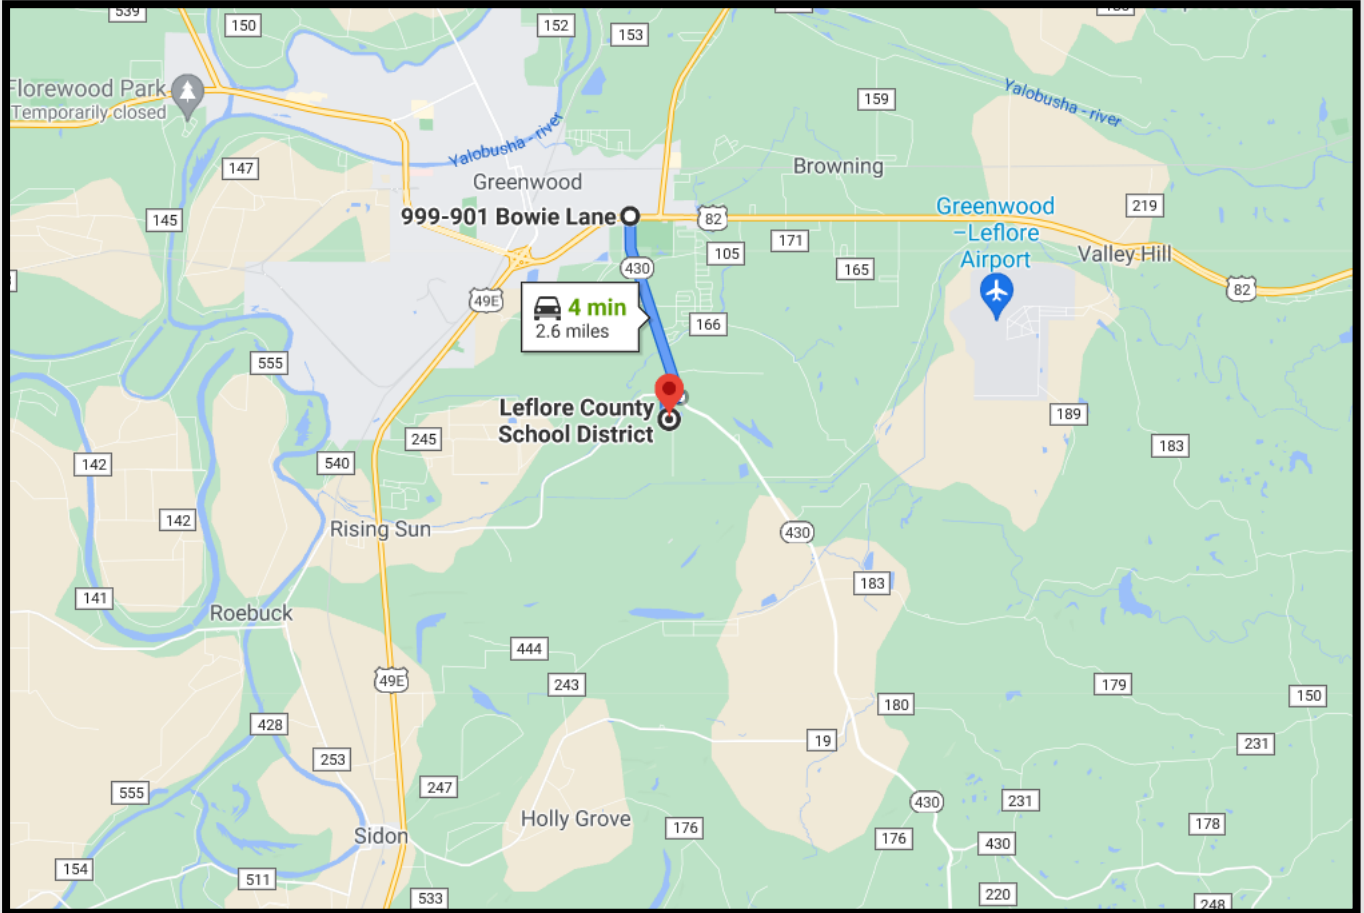 539
150
152
153
Florewood Park
Temporarily closed
159
Yalobusha - river
Yalobusha - river
147
Browning
Greenwood
145
219
999-901 Bowie Lane
82
Greenwood
–Leflore
Airport
171
105
Valley Hill
430
165
82
49E
4 min
2.6 miles
166
555
Leflore County
School District
189
245
183
142
540
142
Rising Sun
430
183
141
Roebuck
444
49E
243
179
150
180
428
19
231
253
247
555
430
231
Holly Grove
176
178
Sidon
176
430
154
511
533
220
248